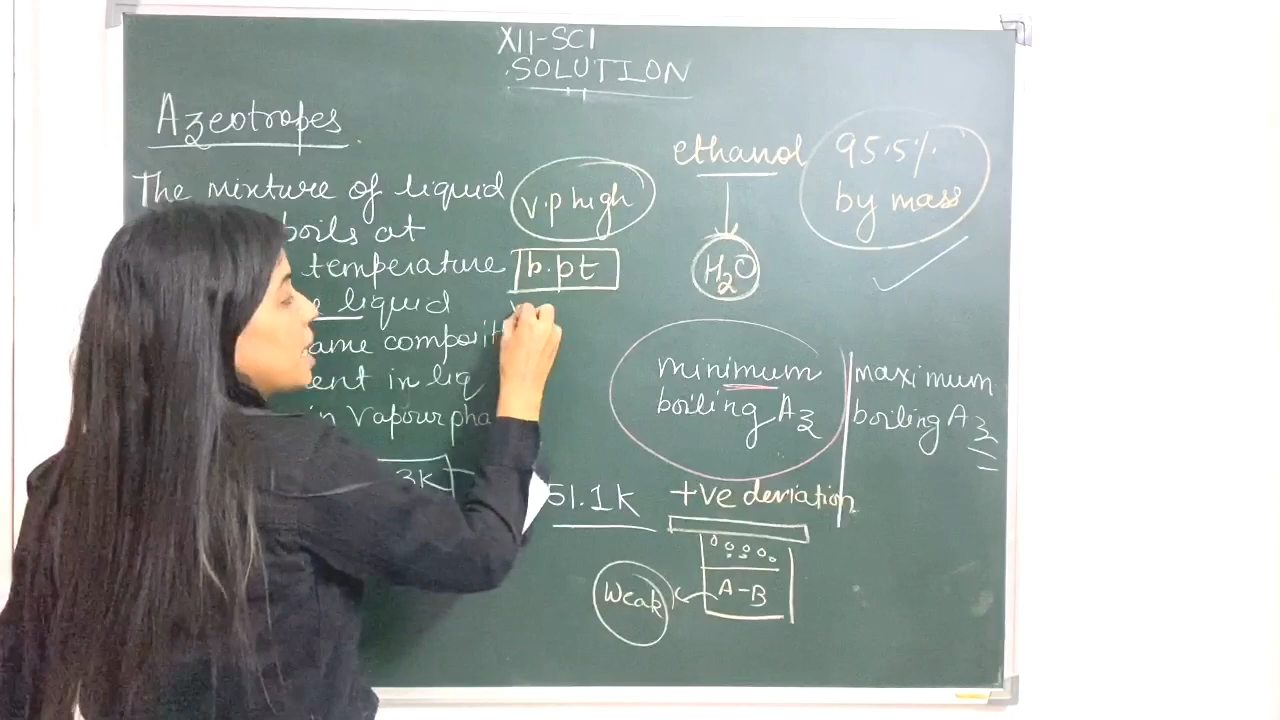 XII-SCI
SOLUTION
Azeotropes
The mixture of liquid
boils at
temperature
liquid
ame composit
ent in liq
in vapour pha
3K
v.p high
b.pt
51.1K
ethanol
H2O
95.5%
by mass
minimum
boiling Az
maximum
boiling Az
+ve deviation
A-B
Weak